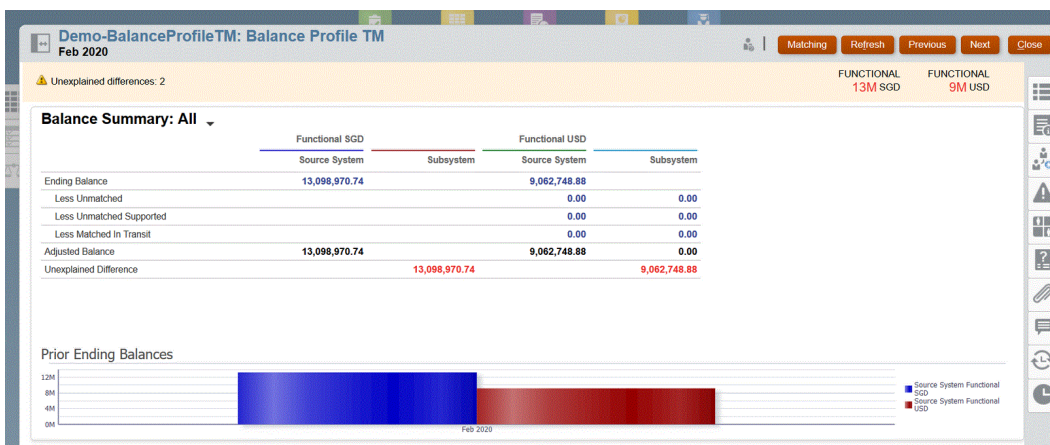 Demo-BalanceProfileTM: Balance Profile TM
Feb 2020
Matching Refresh Previous Next Close
Unexplained differences: 2
FUNCTIONAL FUNCTIONAL
13M SGD 9M USD
Balance Summary: All
Functional SGD Functional USD
Source System Subsystem Source System Subsystem
Ending Balance 13,098,970.74 9,062,748.88
Less Unmatched 0.00 0.00
Less Unmatched Supported 0.00 0.00
Less Matched In Transit 0.00 0.00
Adjusted Balance 13,098,970.74 9,062,748.88 0.00
Unexplained Difference 13,098,970.74 9,062,748.88
Prior Ending Balances
12M
8M
4M
0M
Feb 2020
Source System Functional
SGD
Source System Functional
USD